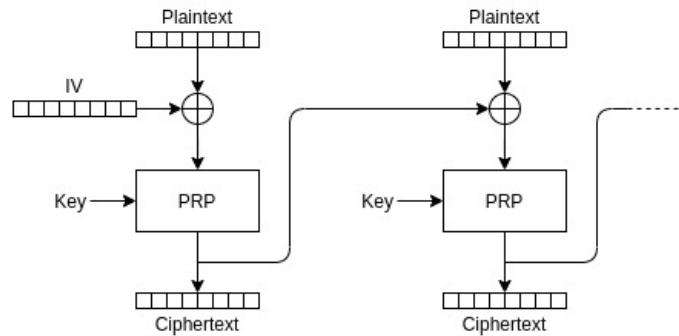 Plaintext
Plaintext
IV
Key
PRP
Key
PRP
Ciphertext
Ciphertext